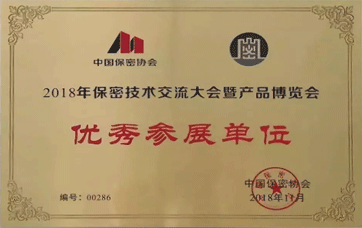 中国保密协会
2018年保密技术交流大会暨产品博览会
优秀参展单位
编号：00286
中国保密协会
2018年11月